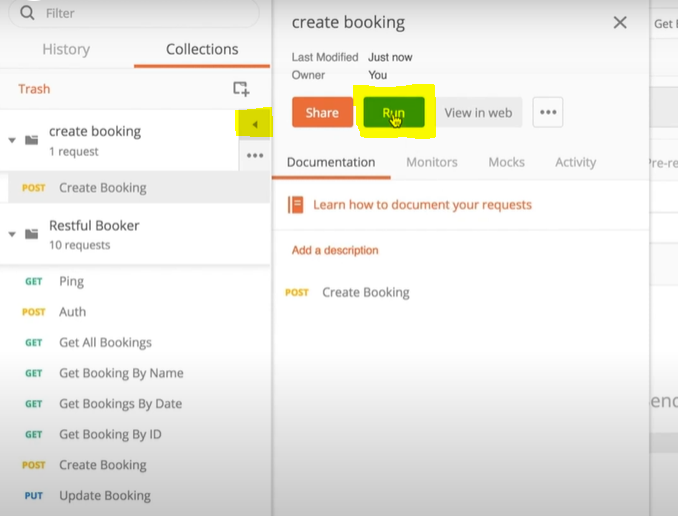 Filter
History Collections
Trash
create booking
1 request
POST Create Booking
Restful Booker
10 requests
GET Ping
POST Auth
GET Get All Bookings
GET Get Booking By Name
GET Get Bookings By Date
GET Get Booking By ID
POST Create Booking
PUT Update Booking
create booking
Last Modified Just now
Owner You
Share Run View in web
Documentation Monitors Mocks Activity
Learn how to document your requests
Add a description
POST Create Booking
Get
Pre-re
end